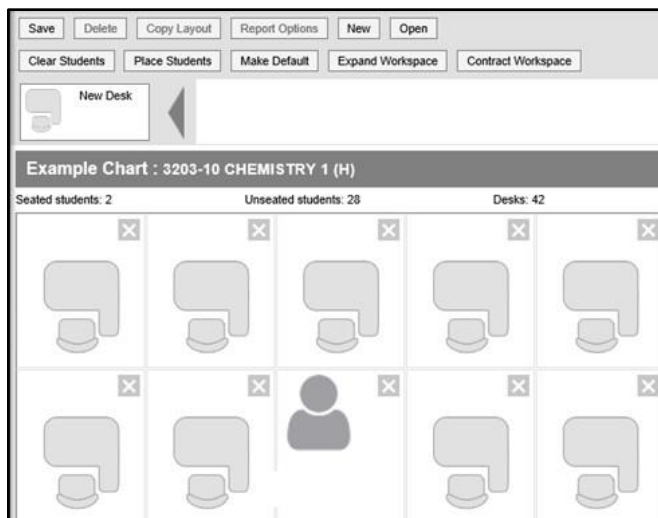 Save Delete Copy Layout Report Options New Open
Clear Students Place Students Make Default Expand Workspace Contract Workspace
New Desk
Example Chart : 3203-10 CHEMISTRY 1 (H)
Seated students: 2 Unseated students: 28 Desks: 42